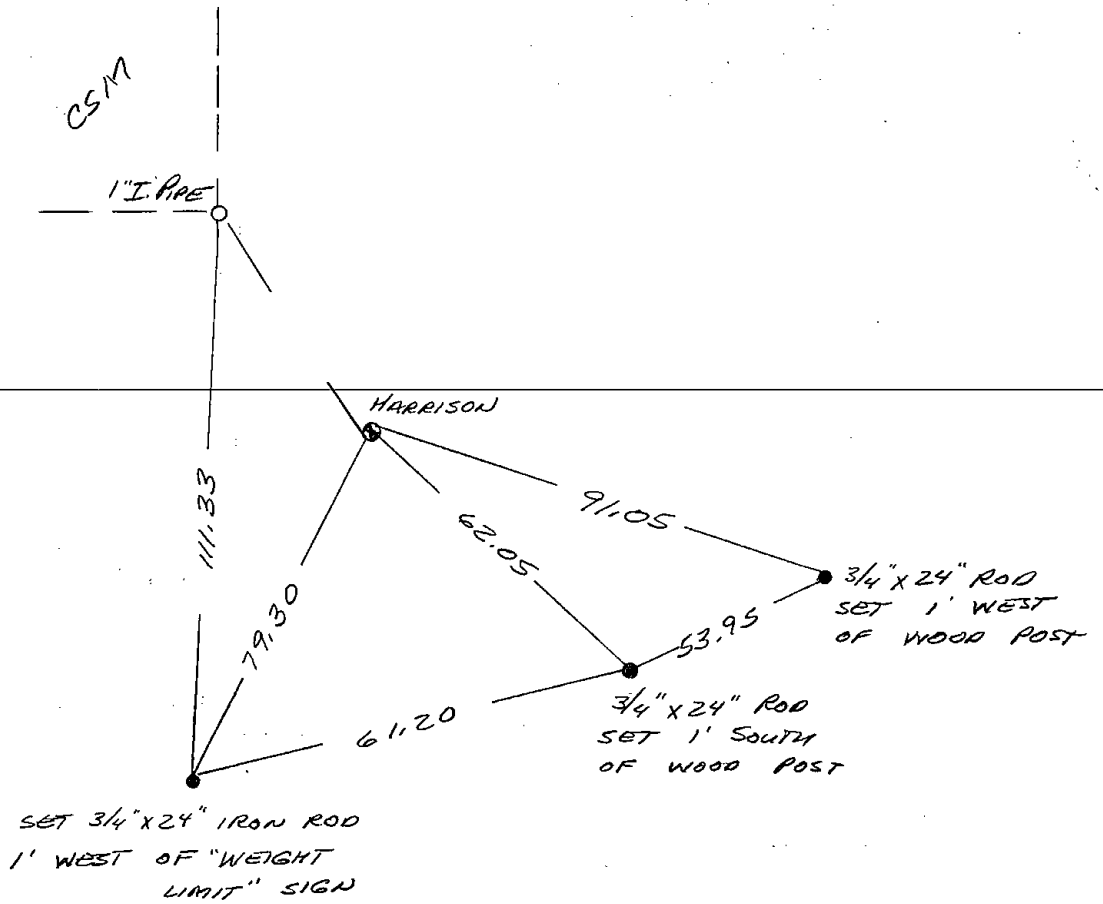 CSM
1" I. PIPE
HARRISON
111.33
79.30
62.05
91.05
53.95
61.20
3/4" X 24" ROD
SET 1' WEST
OF WOOD POST
3/4" X 24" ROD
SET 1' SOUTH
OF WOOD POST
SET 3/4" X 24" IRON ROD
1' WEST OF "WEIGHT
LIMIT" SIGN